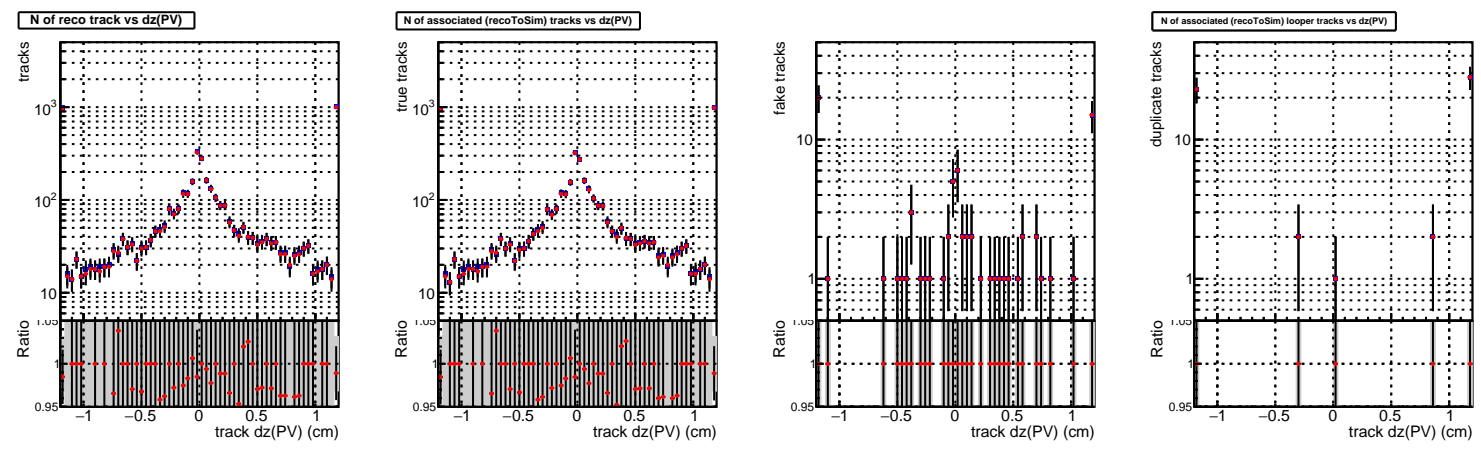 N of reco track vs dz(PV)
tracks
10³
10²
10
1.05
Ratio
1
0.95
−1 −0.5 0 0.5 1
track dz(PV) (cm)
N of associated (recoToSim) tracks vs dz(PV)
true tracks
10³
10²
10
1.05
Ratio
1
0.95
−1 −0.5 0 0.5 1
track dz(PV) (cm)
fake tracks
10
1
1.05
Ratio
1
0.95
−1 −0.5 0 0.5 1
track dz(PV) (cm)
N of associated (recoToSim) looper tracks vs dz(PV)
duplicate tracks
10
1
1.05
Ratio
1
0.95
−1 −0.5 0 0.5 1
track dz(PV) (cm)